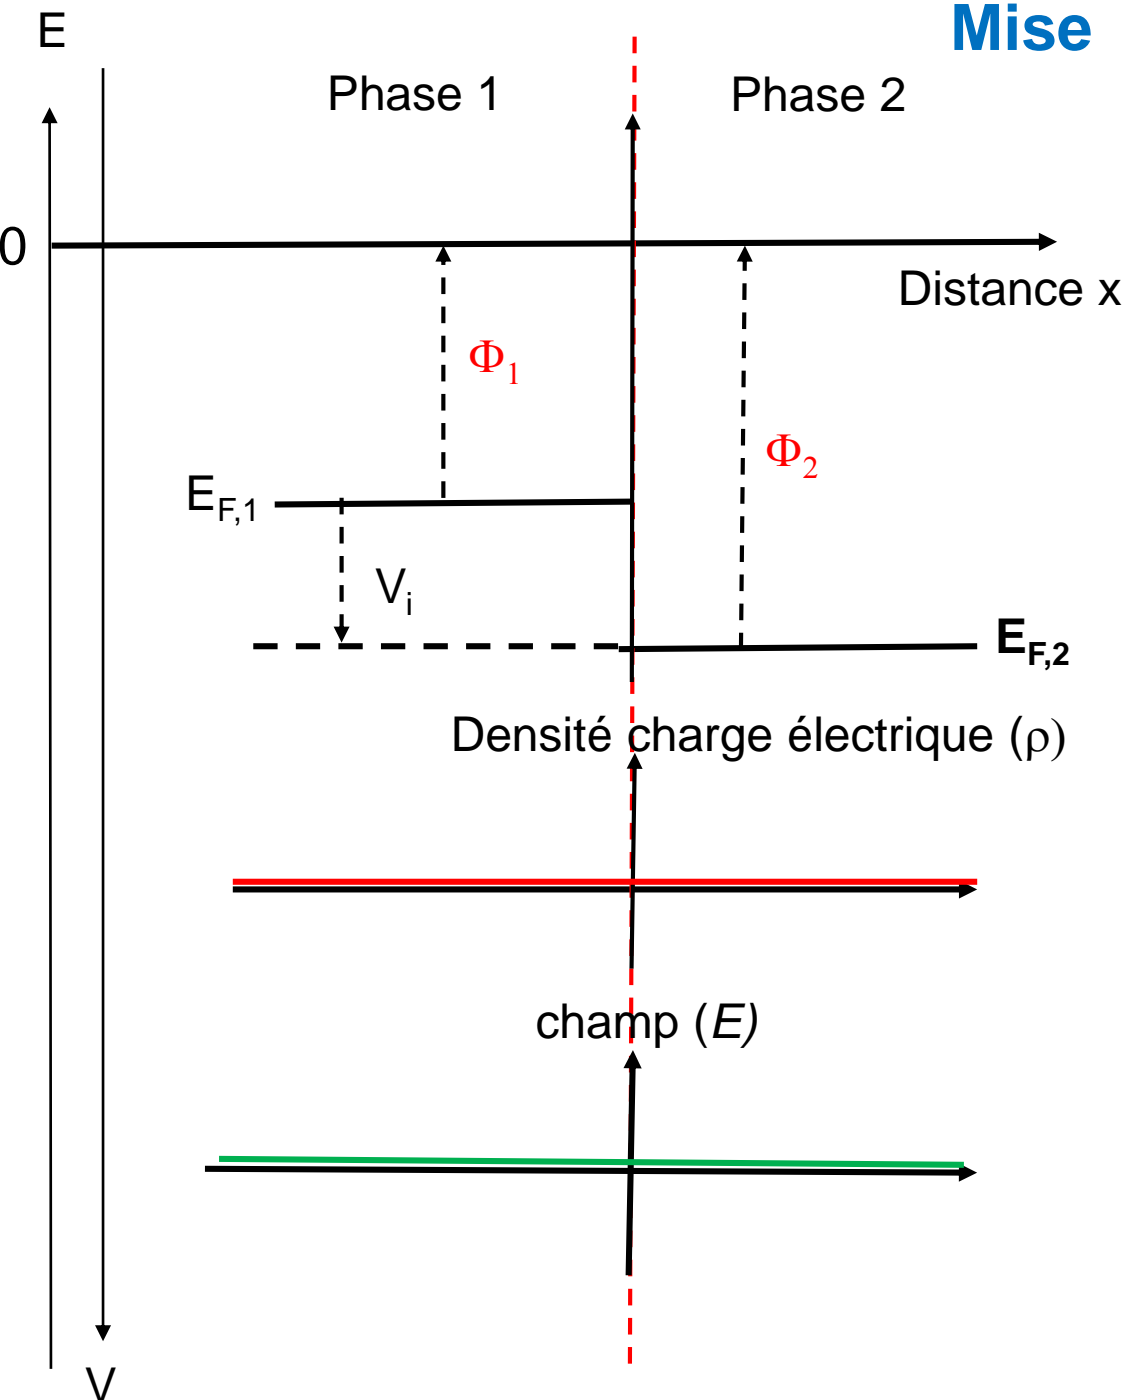 Mise
E
Phase 1
Phase 2
0
Distance x
Φ1
Φ2
EF,1
Vi
EF,2
Densité charge électrique (ρ)
champ (E)
V